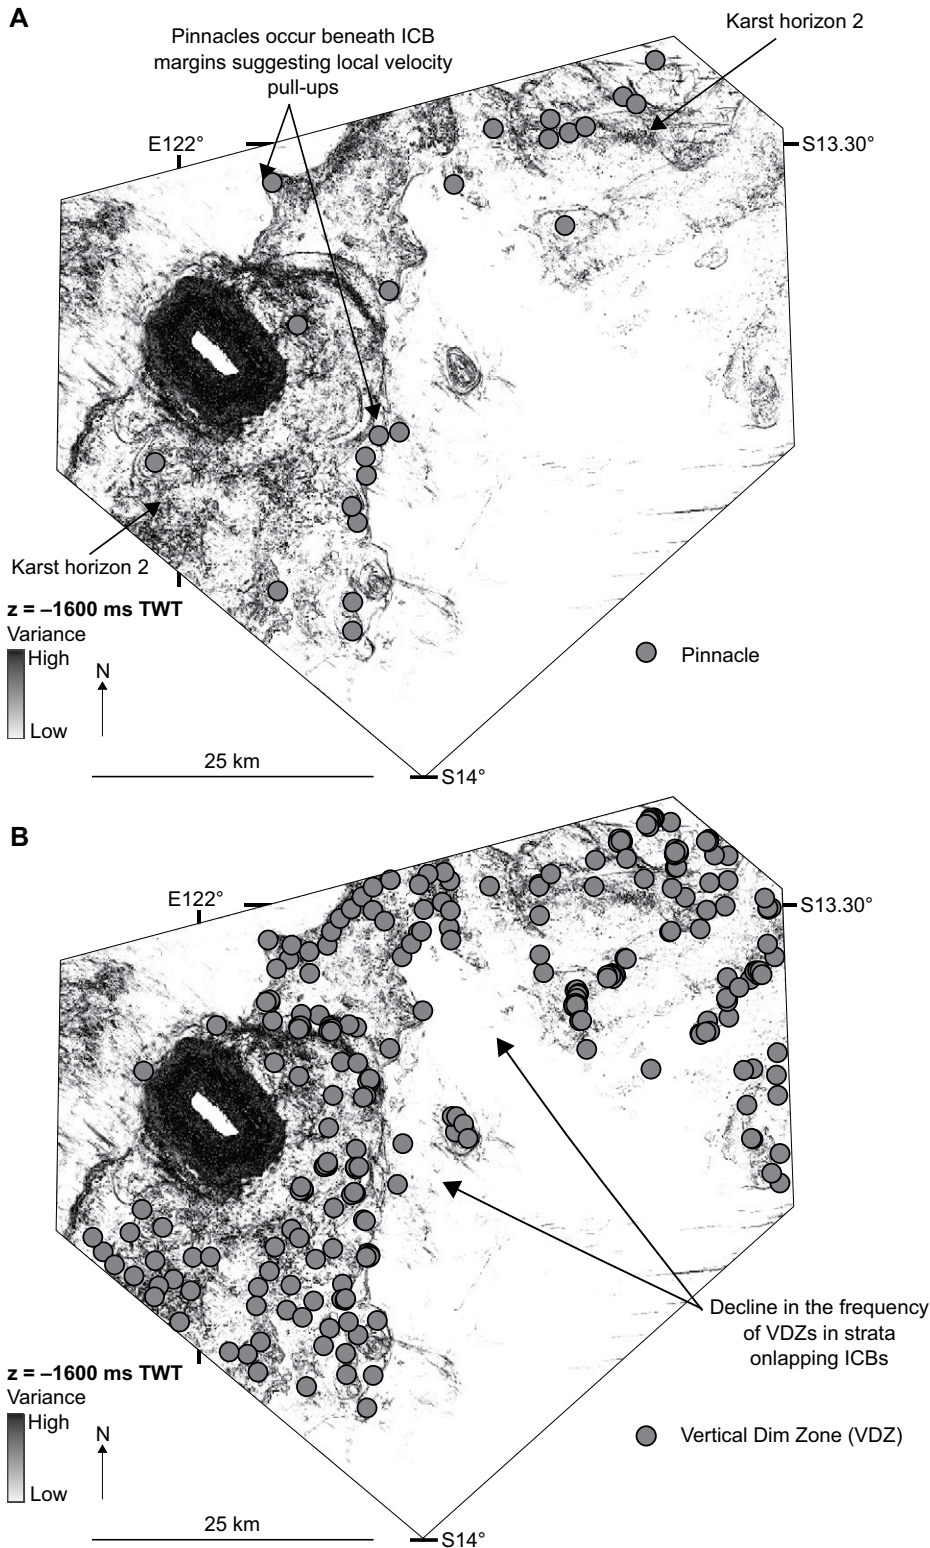 A
Pinnacles occur beneath ICB
margins suggesting local velocity
pull-ups
Karst horizon 2
E122°
S13.30°
Karst horizon 2
z = –1600 ms TWT
Variance
High
Low
N
Pinnacle
25 km
S14°
B
E122°
S13.30°
Decline in the frequency
of VDZs in strata
onlapping ICBs
z = –1600 ms TWT
Variance
High
Low
N
Vertical Dim Zone (VDZ)
25 km
S14°